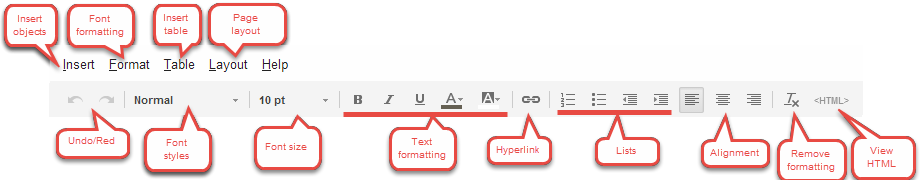 Insert
objects
Font
formatting
Insert
table
Page
layout
Insert Format Table Layout Help
Normal 10 pt B I U A A <HTML>
Undo/Red
Font
styles
Font size
Text
formatting
Hyperlink
Lists
Alignment
Remove
formatting
View
HTML